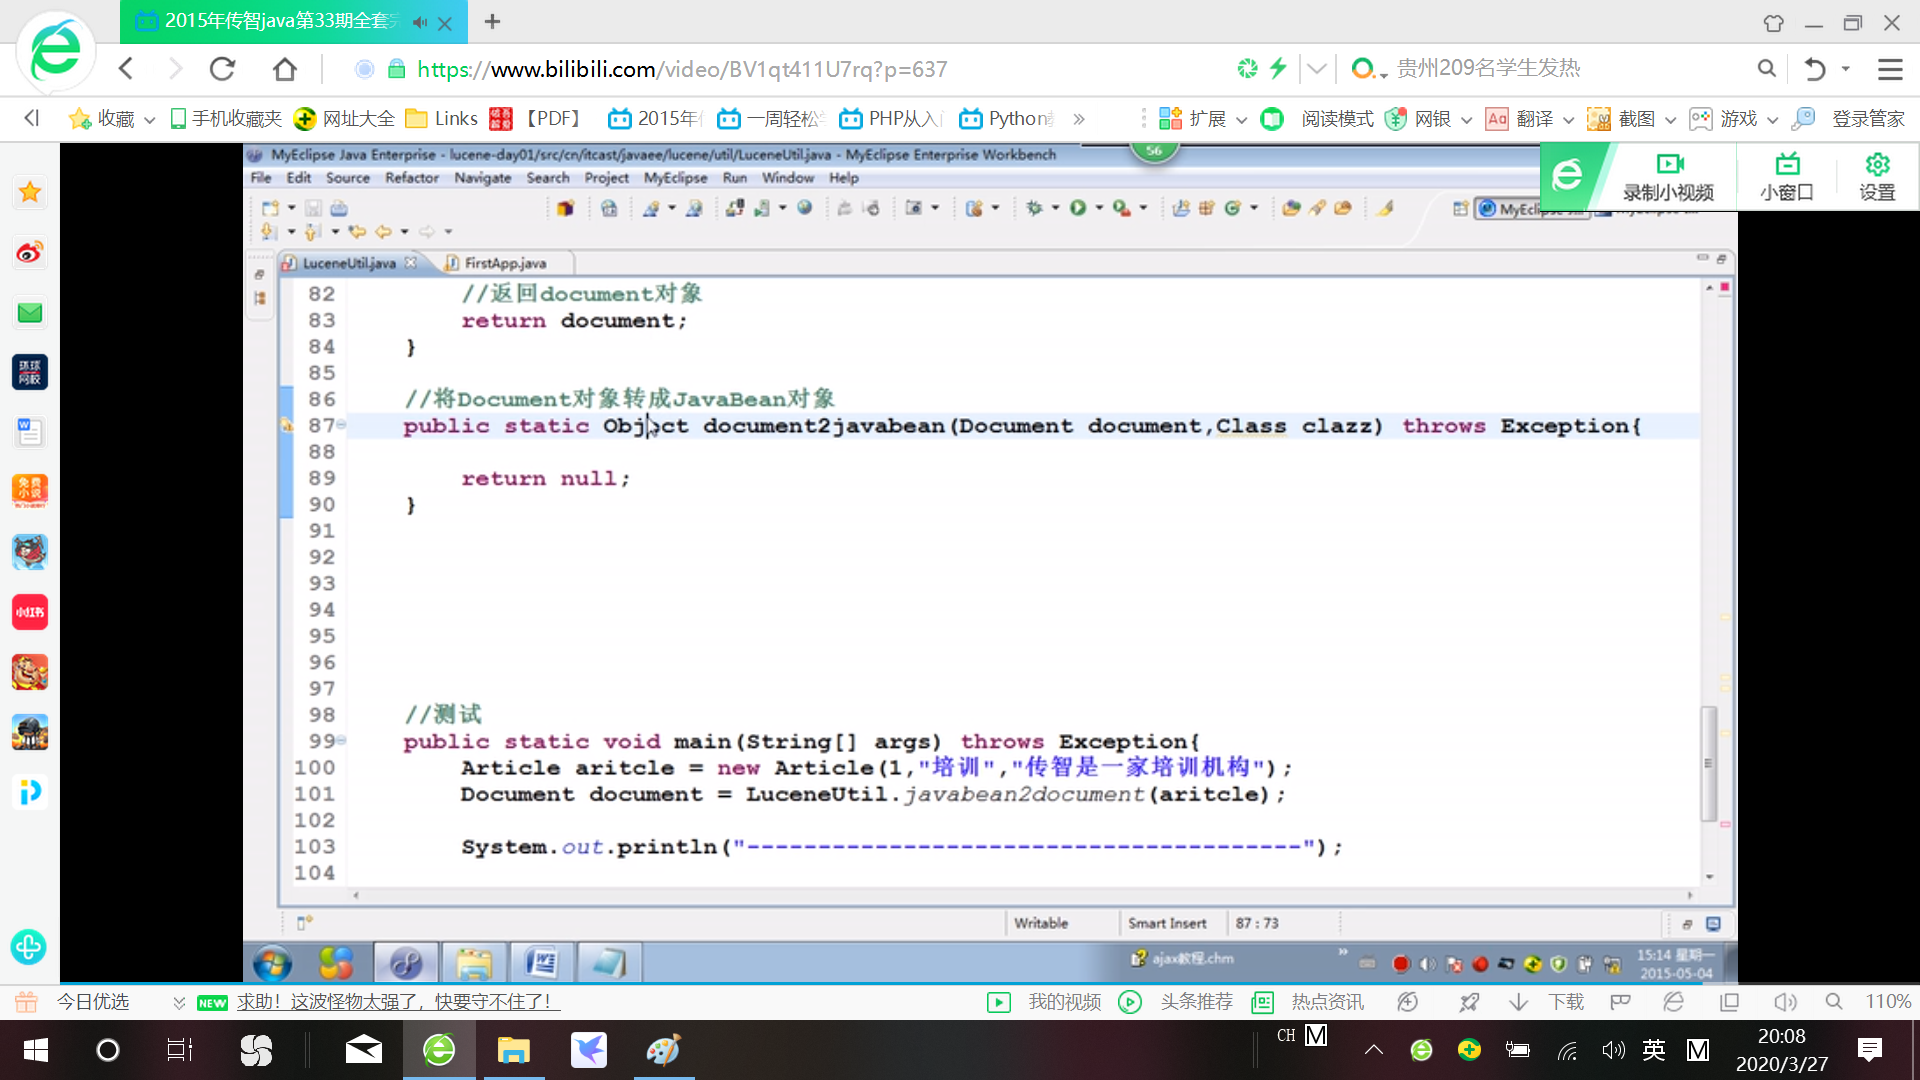 2015年传智java第33期全套
https://www.bilibili.com/video/BV1qt411U7rq?p=637
贵州209名学生发热
收藏
手机收藏夹
网址大全
Links
【PDF】
2015年
一周轻松
PHP从入
Python
»
扩展
阅读模式
网银
翻译
截图
游戏
登录管家
MyEclipse Java Enterprise - lucene-day01/src/cn/itcast/javaee/lucene/util/LuceneUtil.java - MyEclipse Enterprise Workbench
56
File Edit Source Refactor Navigate Search Project MyEclipse Run Window Help
录制小视频
小窗口
设置
LuceneUtil.java
FirstApp.java
82 //返回document对象
83 return document;
84 }
85
86 //将Document对象转成JavaBean对象
87 public static Object document2javabean(Document document,Class clazz) throws Exception{
88
89 return null;
90 }
91
92
93
94
95
96
97
98 //测试
99 public static void main(String[] args) throws Exception{
100 Article aritcle = new Article(1,"培训","传智是一家培训机构");
101 Document document = LuceneUtil.javabean2document(aritcle);
102
103 System.out.println("---------------------------------------");
104
Writable
Smart Insert
87 : 73
ajax教程.chm
15:14 星期一
2015-05-04
环球网校
免费小说
小红书
今日优选
NEW
求助！这波怪物太强了，快要守不住了！
我的视频
头条推荐
热点资讯
下载
110%
CH
M
英
M
20:08
2020/3/27